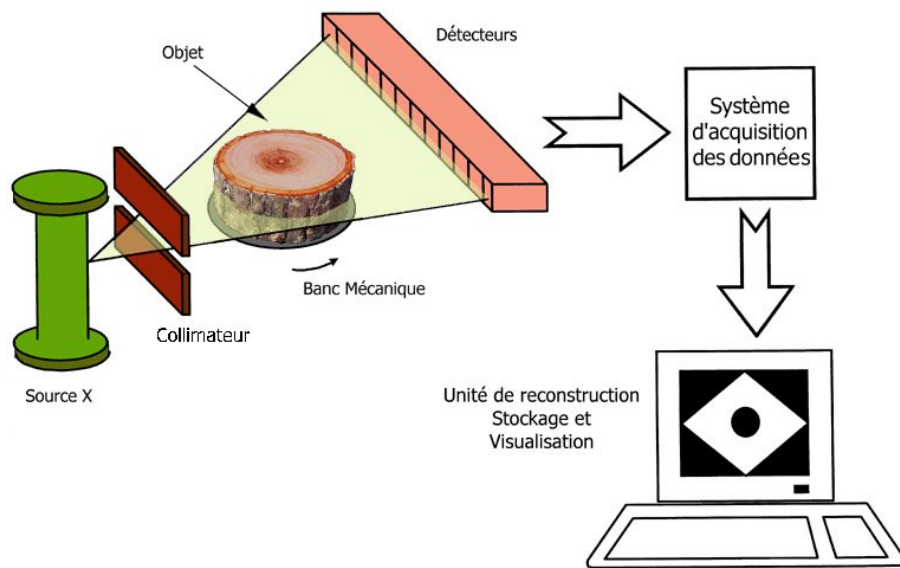 Détecteurs
Objet
Système
d'acquisition
des données
Banc Mécanique
Collimateur
Source X
Unité de reconstruction
Stockage et
Visualisation